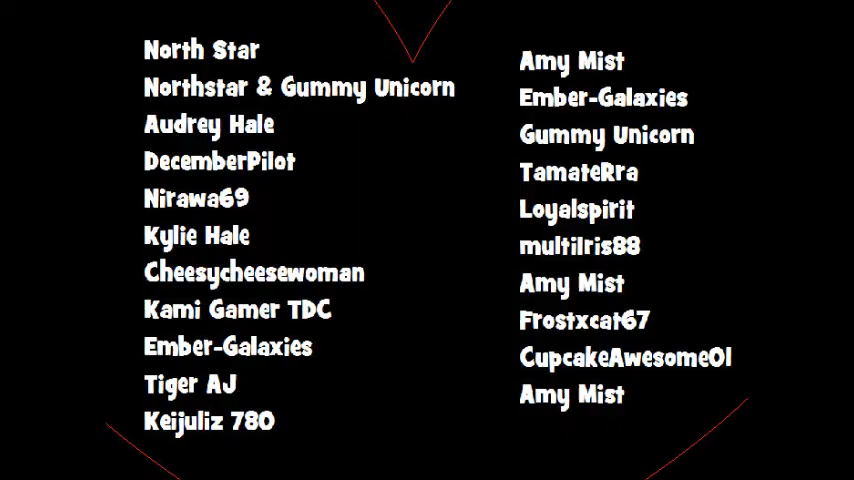 North Star
Northstar & Gummy Unicorn
Audrey Hale
DecemberPilot
Nirawa69
Kylie Hale
Cheesycheesewoman
Kami Gamer TDC
Ember-Galaxies
Tiger AJ
Keijuliz 780
Amy Mist
Ember-Galaxies
Gummy Unicorn
TamateRra
Loyalspirit
multiIris88
Amy Mist
Frostxcat67
CupcakeAwesome01
Amy Mist